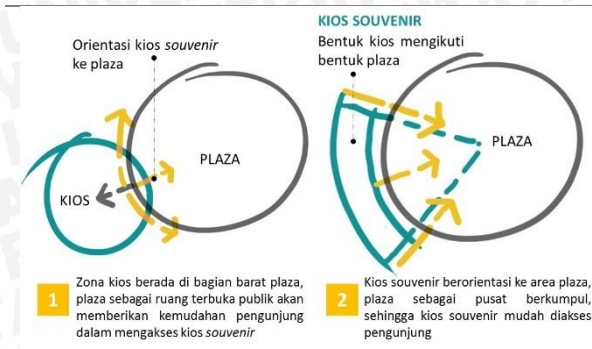 Orientasi kios souvenir
ke plaza
PLAZA
KIOS
1
Zona kios berada di bagian barat plaza,
plaza sebagai ruang terbuka publik akan
memberikan kemudahan pengunjung
dalam mengakses kios souvenir
KIOS SOUVENIR
Bentuk kios mengikuti
bentuk plaza
PLAZA
2
Kios souvenir berorientasi ke area plaza,
plaza sebagai pusat berkumpul,
sehingga kios souvenir mudah diakses
pengunjung